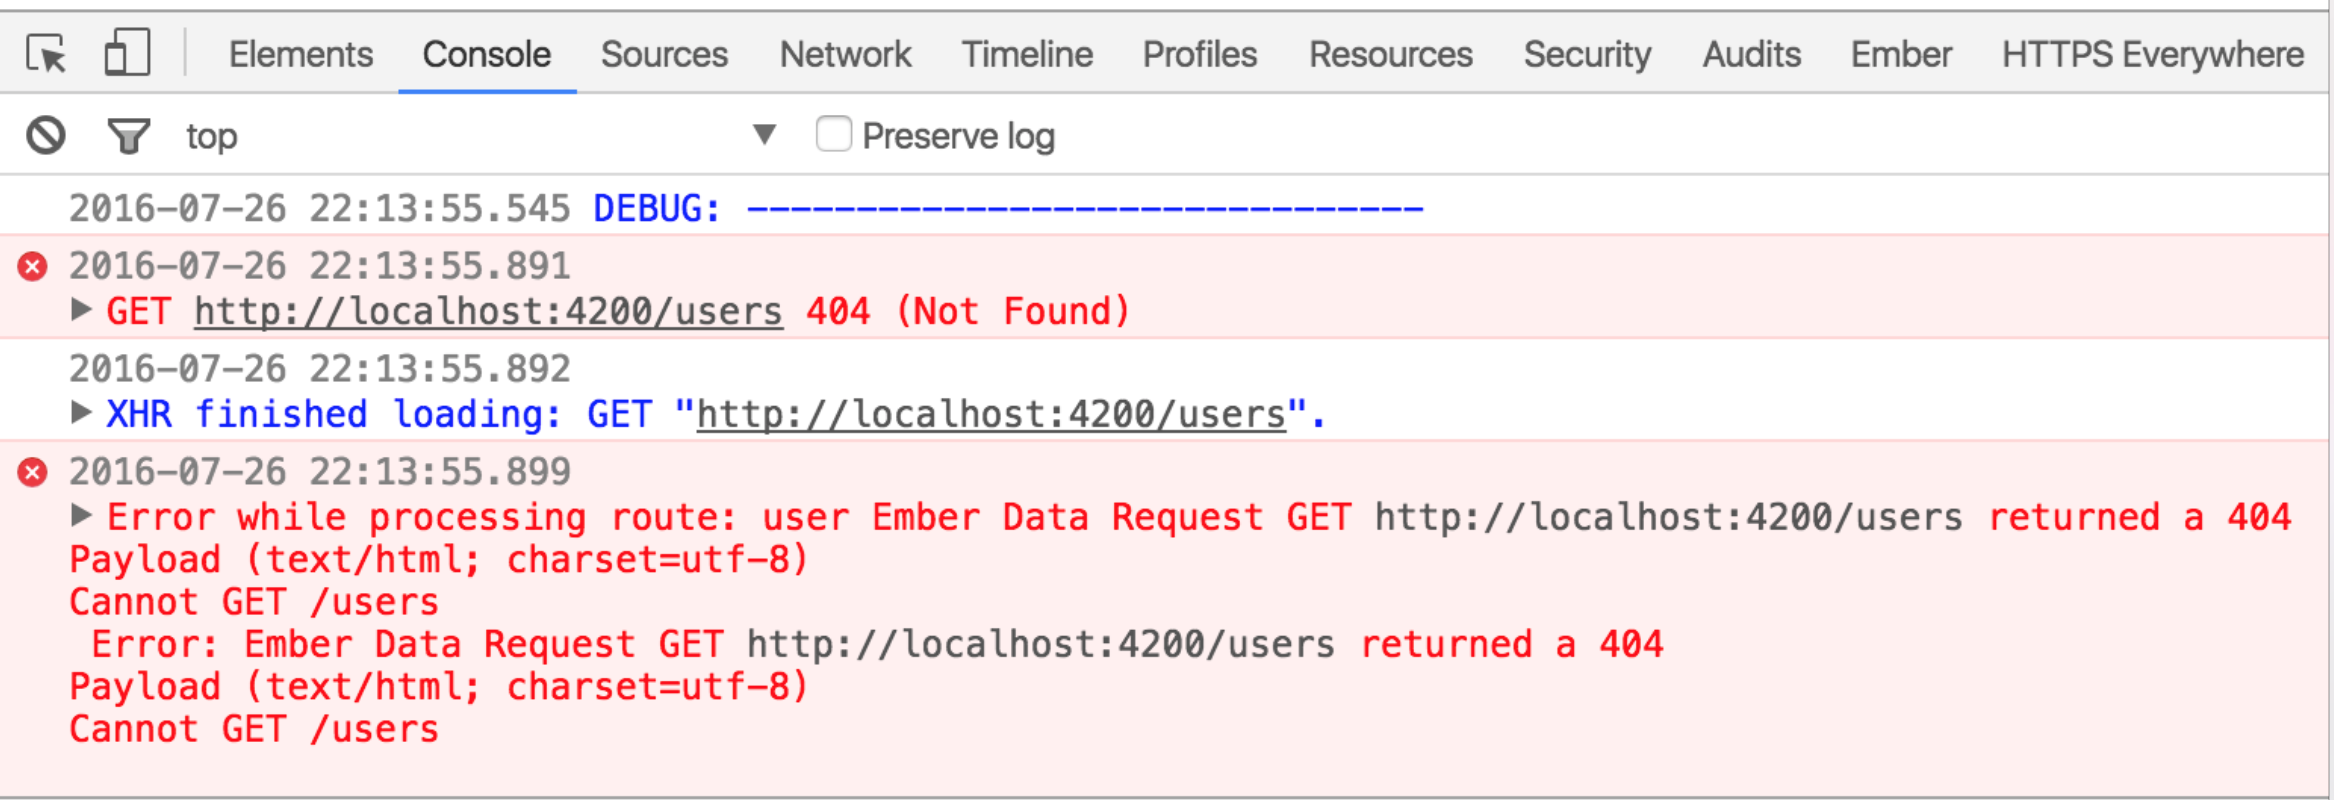 Elements Console Sources Network Timeline Profiles Resources Security Audits Ember HTTPS Everywhere
top ▼ Preserve log
2016-07-26 22:13:55.545 DEBUG: -------------------------------
2016-07-26 22:13:55.891
▶ GET http://localhost:4200/users 404 (Not Found)
2016-07-26 22:13:55.892
▶ XHR finished loading: GET "http://localhost:4200/users".
2016-07-26 22:13:55.899
▶ Error while processing route: user Ember Data Request GET http://localhost:4200/users returned a 404
Payload (text/html; charset=utf-8)
Cannot GET /users
Error: Ember Data Request GET http://localhost:4200/users returned a 404
Payload (text/html; charset=utf-8)
Cannot GET /users